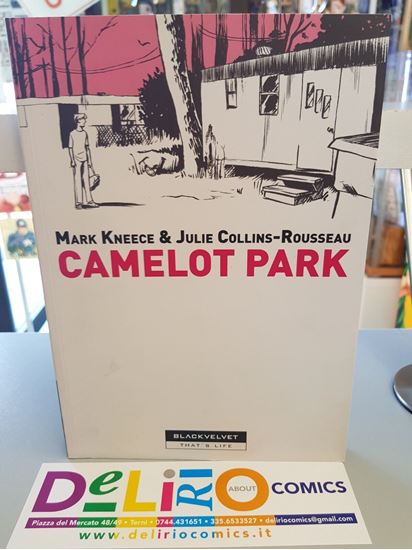 MARK KNEECE & JULIE COLLINS-ROUSSEAU
CAMELOT PARK
BLACKVELVET
THAT'S LIFE
DeLiRiO ABOUT COMICS
Piazza del Mercato 48/49 • Terni • 0744.431651 • 335.6533527 • deliriocomics@gmail.com
www.deliriocomics.it